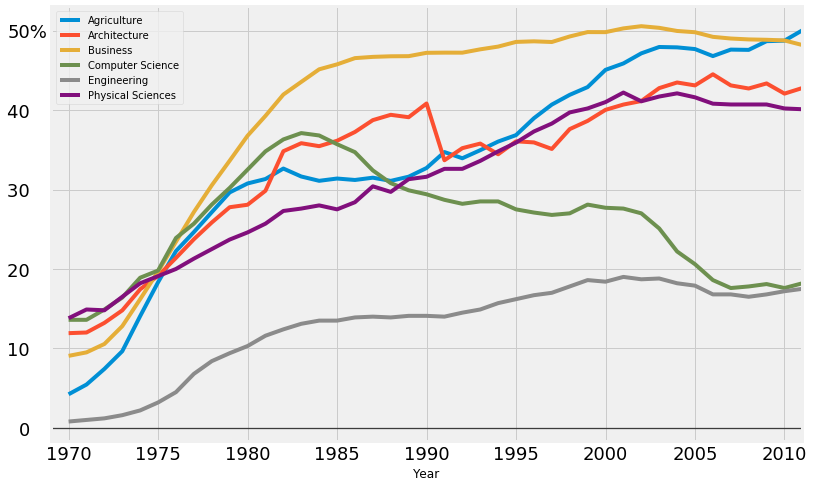 Agriculture
Architecture
Business
Computer Science
Engineering
Physical Sciences
50%
40
30
20
10
0
1970 1975 1980 1985 1990 1995 2000 2005 2010
Year